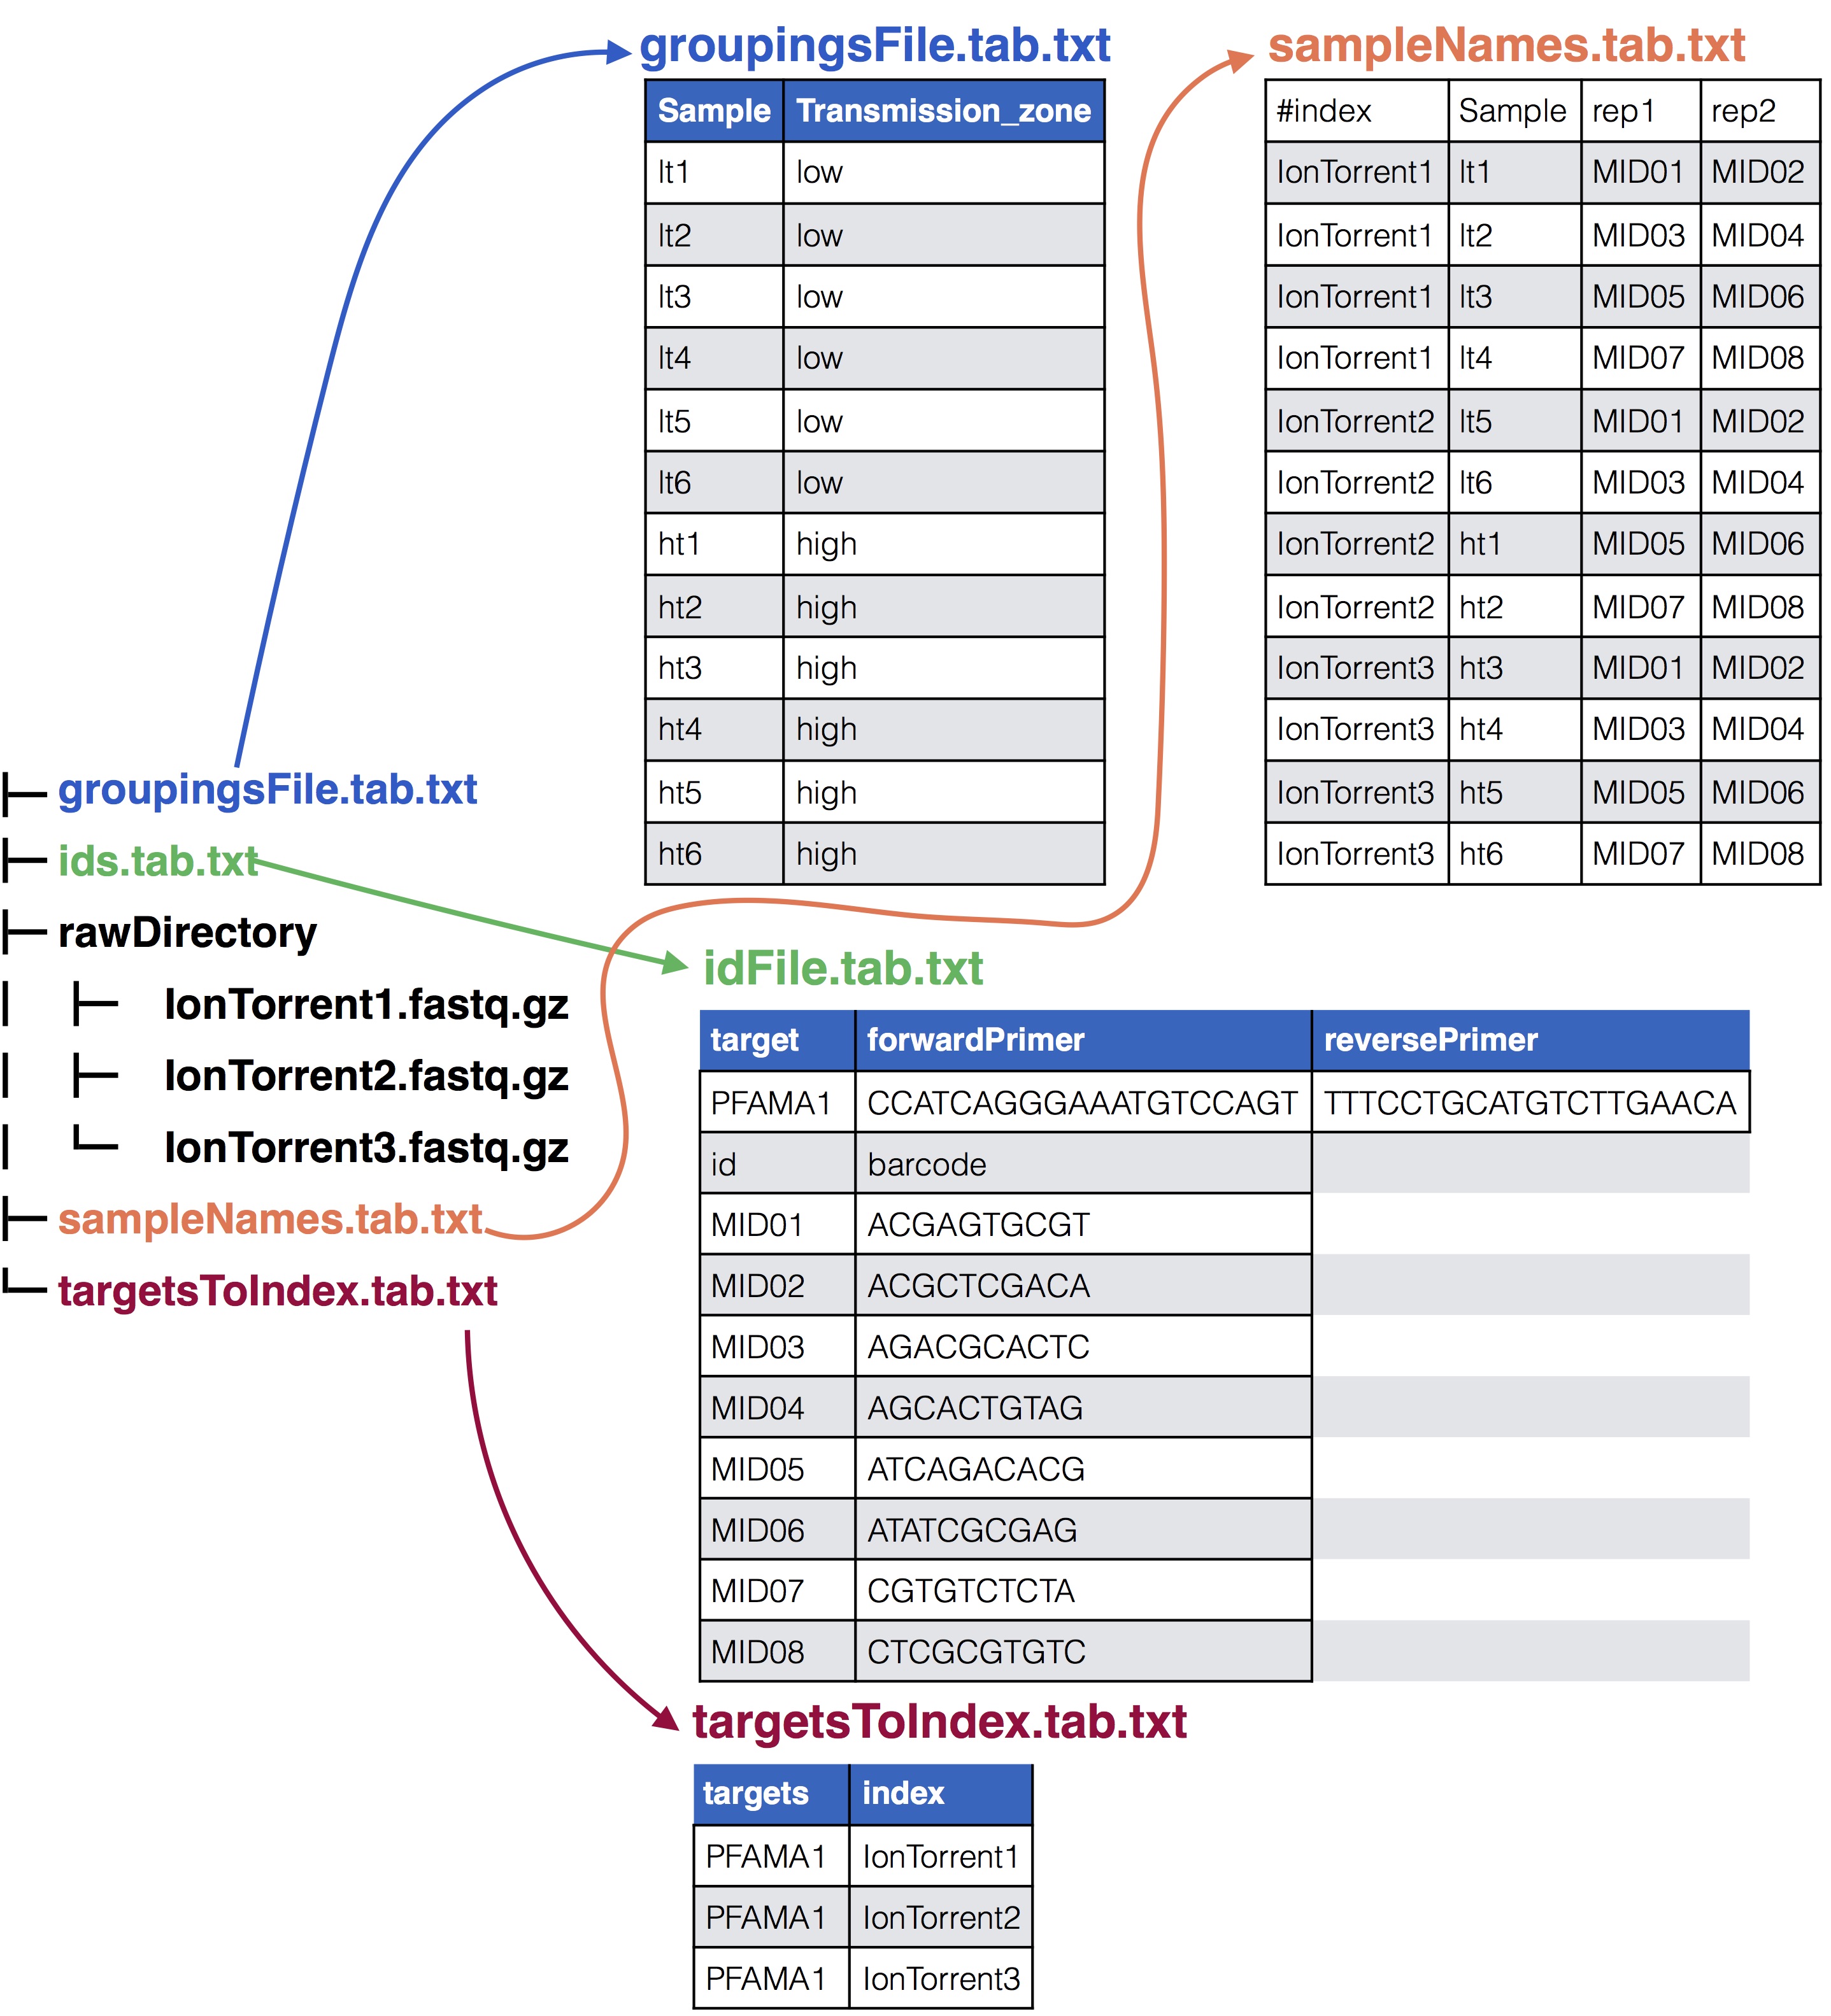 groupingsFile.tab.txt
Sample Transmission_zone
lt1 low
lt2 low
lt3 low
lt4 low
lt5 low
lt6 low
ht1 high
ht2 high
ht3 high
ht4 high
ht5 high
ht6 high
sampleNames.tab.txt
#index Sample rep1 rep2
IonTorrent1 lt1 MID01 MID02
IonTorrent1 lt2 MID03 MID04
IonTorrent1 lt3 MID05 MID06
IonTorrent1 lt4 MID07 MID08
IonTorrent2 lt5 MID01 MID02
IonTorrent2 lt6 MID03 MID04
IonTorrent2 ht1 MID05 MID06
IonTorrent2 ht2 MID07 MID08
IonTorrent3 ht3 MID01 MID02
IonTorrent3 ht4 MID03 MID04
IonTorrent3 ht5 MID05 MID06
IonTorrent3 ht6 MID07 MID08
groupingsFile.tab.txt
ids.tab.txt
rawDirectory
IonTorrent1.fastq.gz
IonTorrent2.fastq.gz
IonTorrent3.fastq.gz
sampleNames.tab.txt
targetsToIndex.tab.txt
idFile.tab.txt
target forwardPrimer reversePrimer
PFAMA1 CCATCAGGGAAATGTCCAGT TTTCCTGCATGTCTTGAACA
id barcode
MID01 ACGAGTGCGT
MID02 ACGCTCGACA
MID03 AGACGCACTC
MID04 AGCACTGTAG
MID05 ATCAGACACG
MID06 ATATCGCGAG
MID07 CGTGTCTCTA
MID08 CTCGCGTGTC
targetsToIndex.tab.txt
targets index
PFAMA1 IonTorrent1
PFAMA1 IonTorrent2
PFAMA1 IonTorrent3